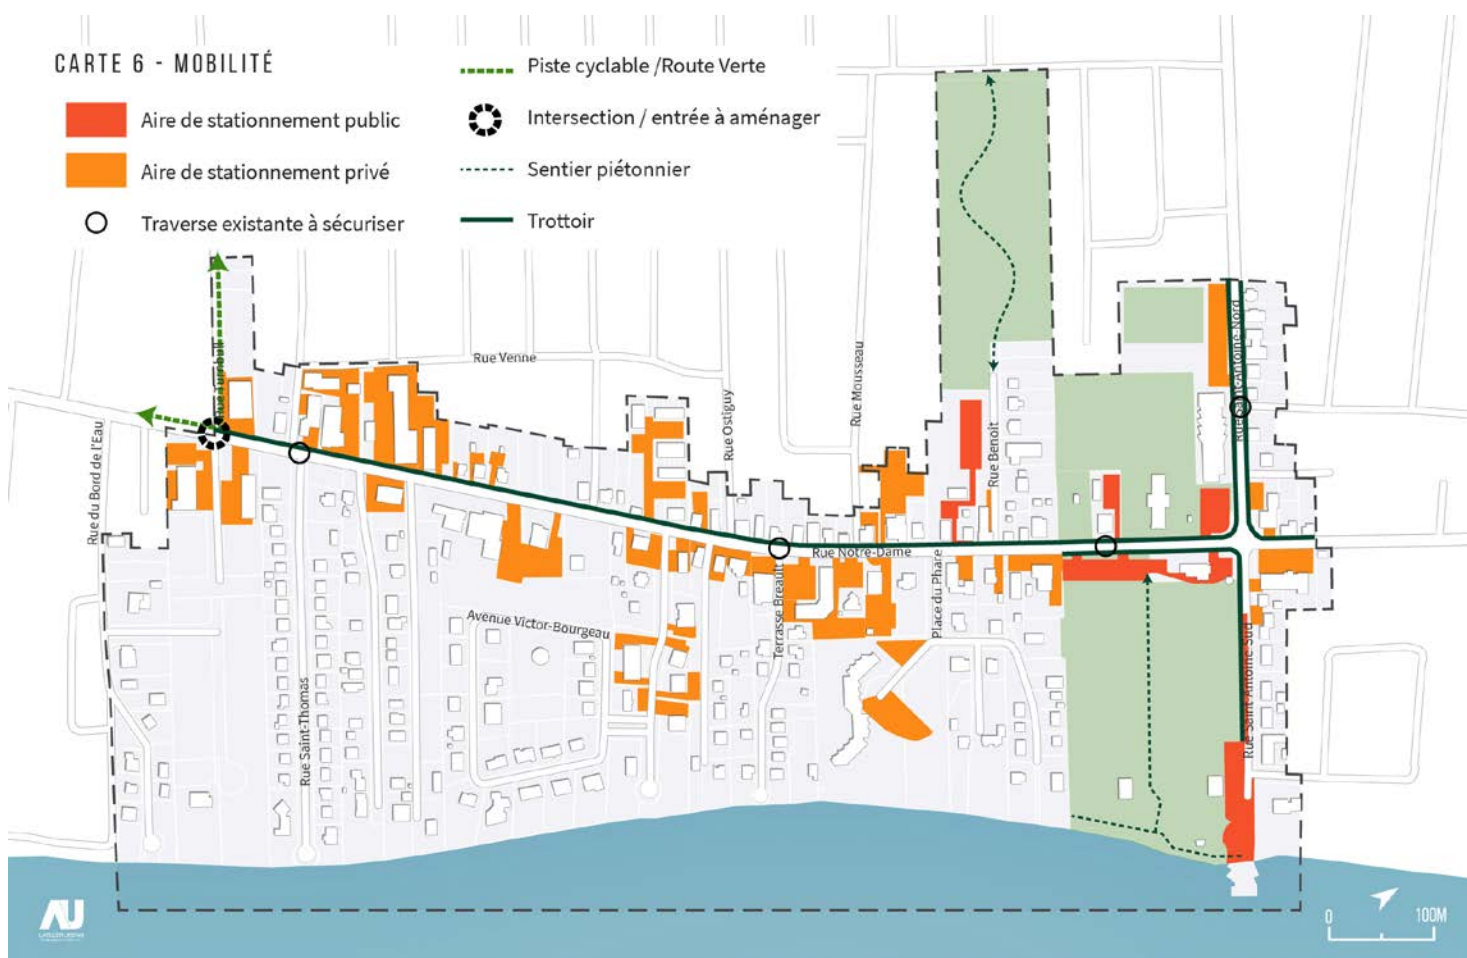 CARTE 6 - MOBILITÉ
Aire de stationnement public
Aire de stationnement privé
Traverse existante à sécuriser
Piste cyclable /Route Verte
Intersection / entrée à aménager
Sentier piétonnier
Trottoir
Rue Venne
Rue du Bord de l'Eau
Rue Saint-Thomas
Avenue Victor-Bourgeau
Rue Ostiguy
Terrasse Breault
Rue Mousseau
Rue Notre-Dame
Place du Phare
Rue Benoit
Rue Saint-Antoine-Nord
Rue Saint-Antoine-Sud
AU
0 100M